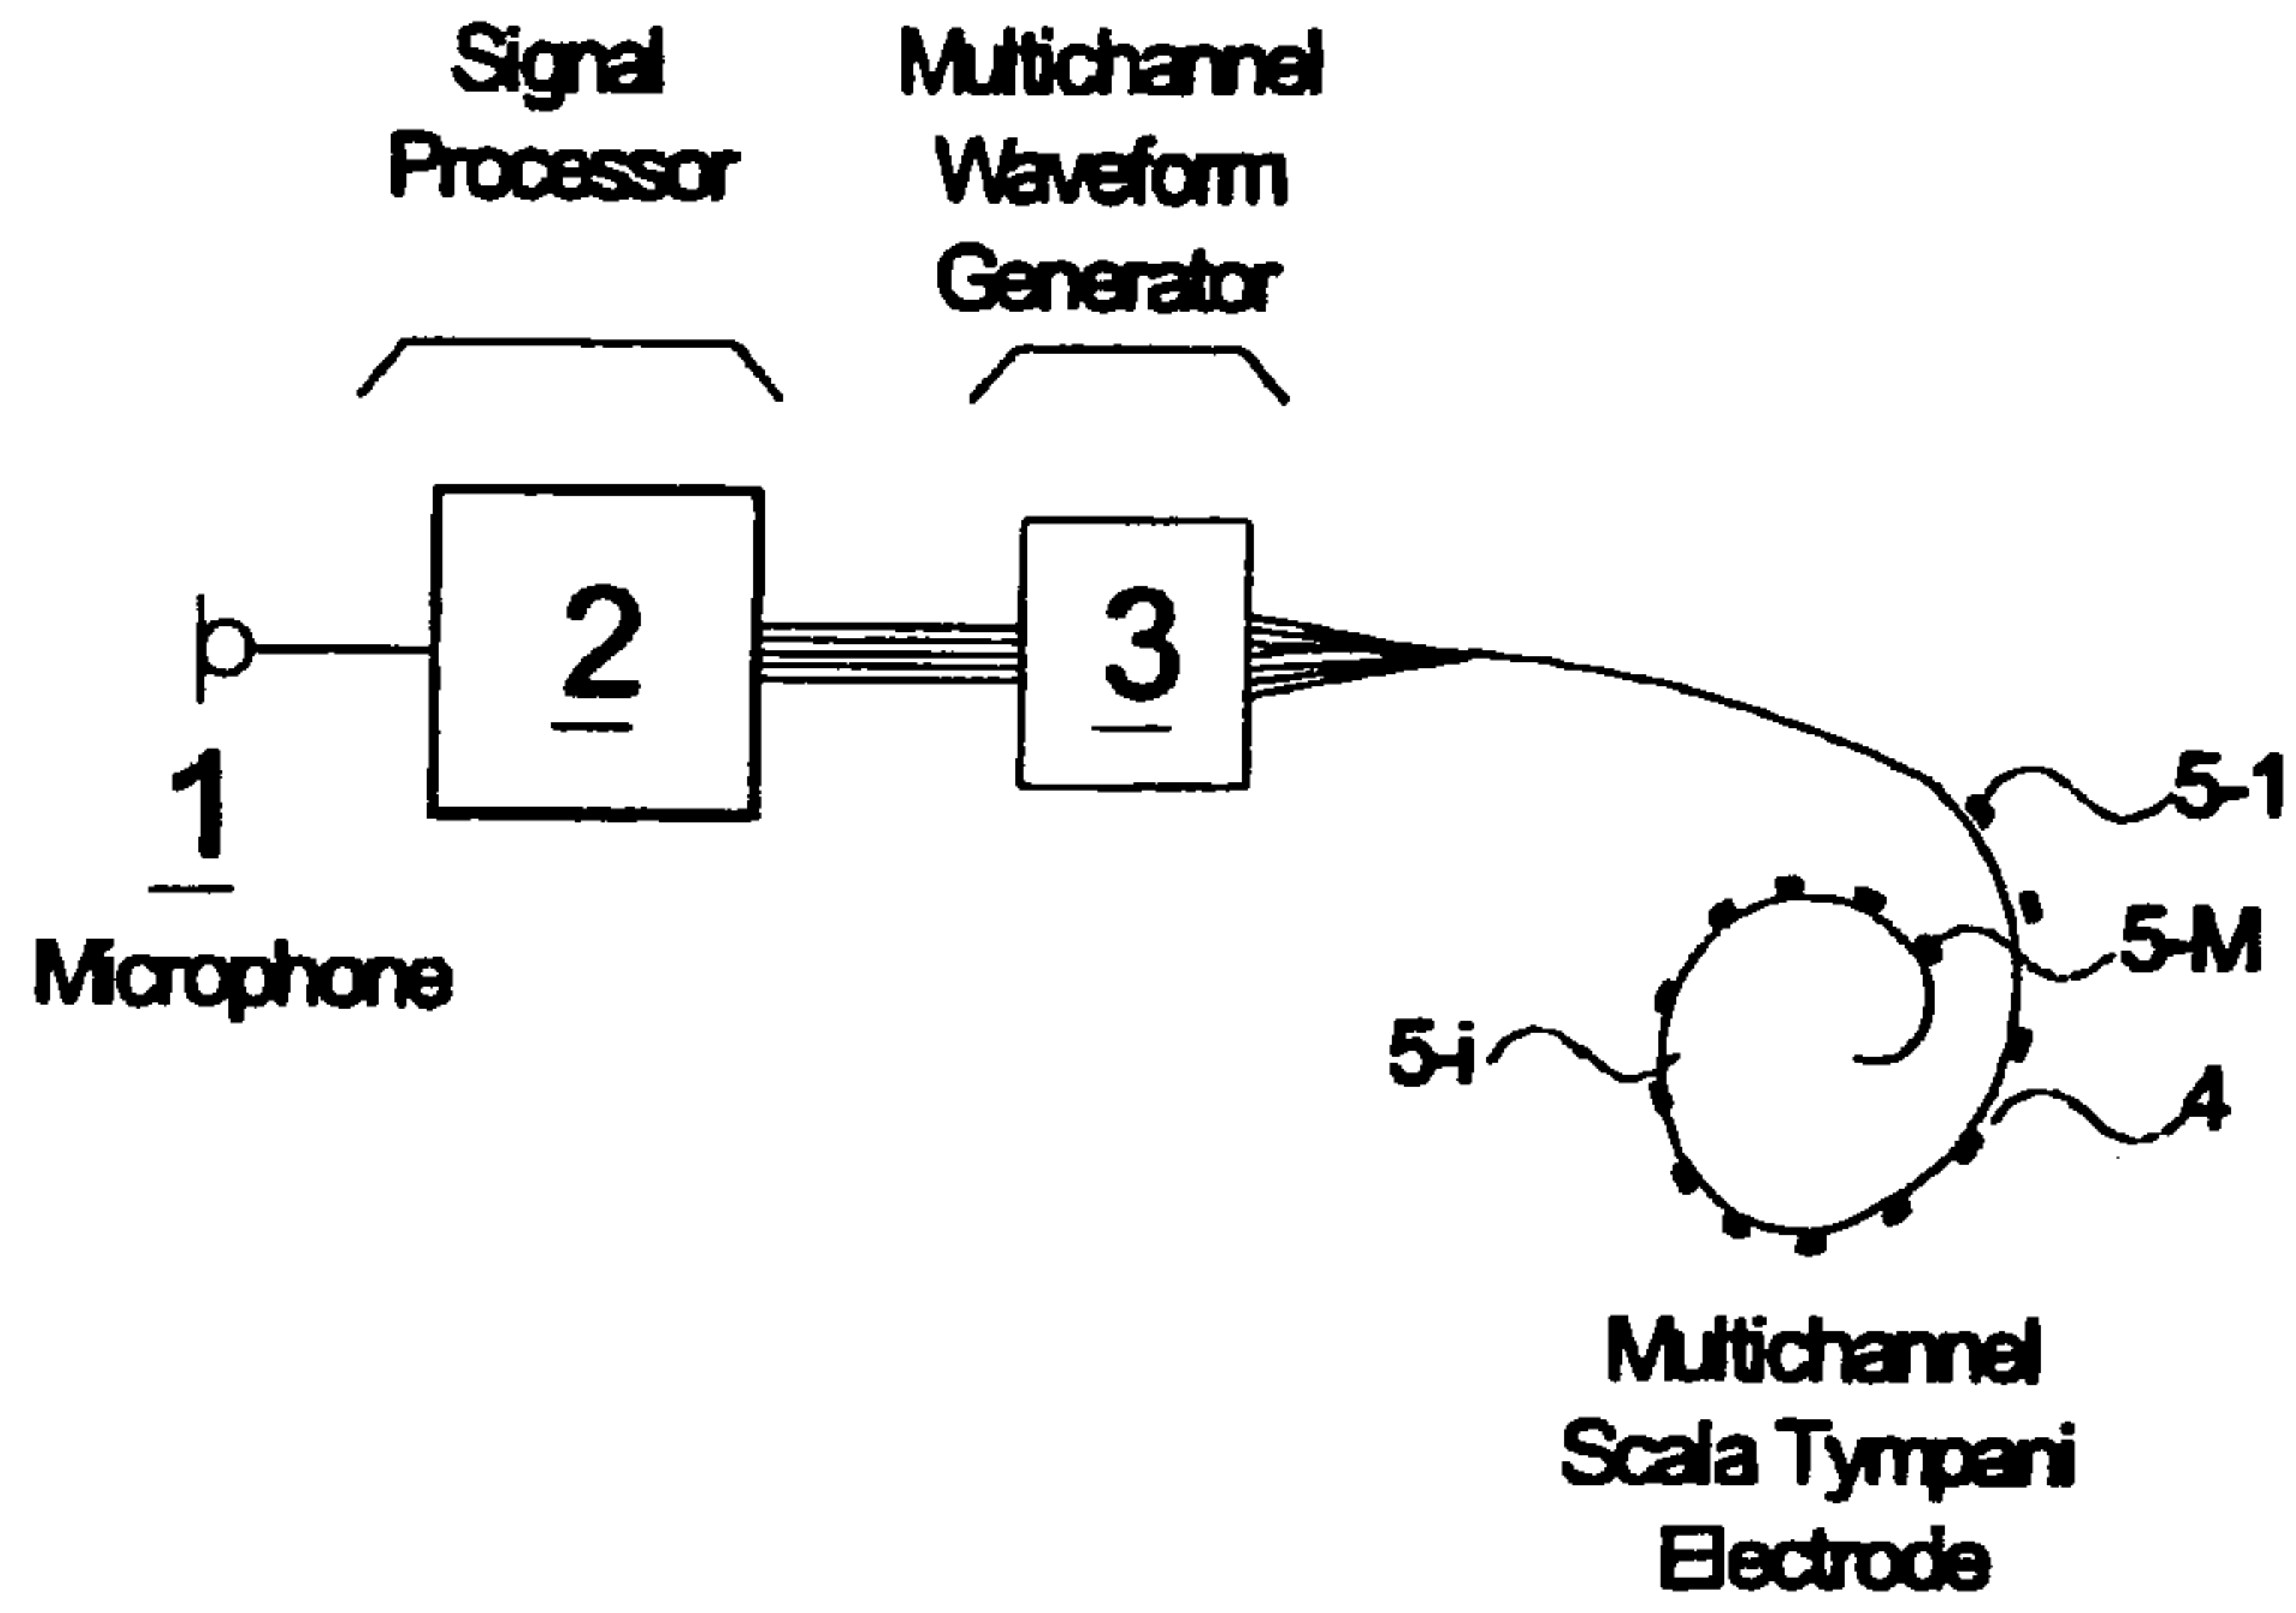 Signal
Processor
Multichannel
Waveform
Generator
2
3
1
Microphone
5-1
5-M
5-i
4
Multichannel
Scala Tympani
Electrode